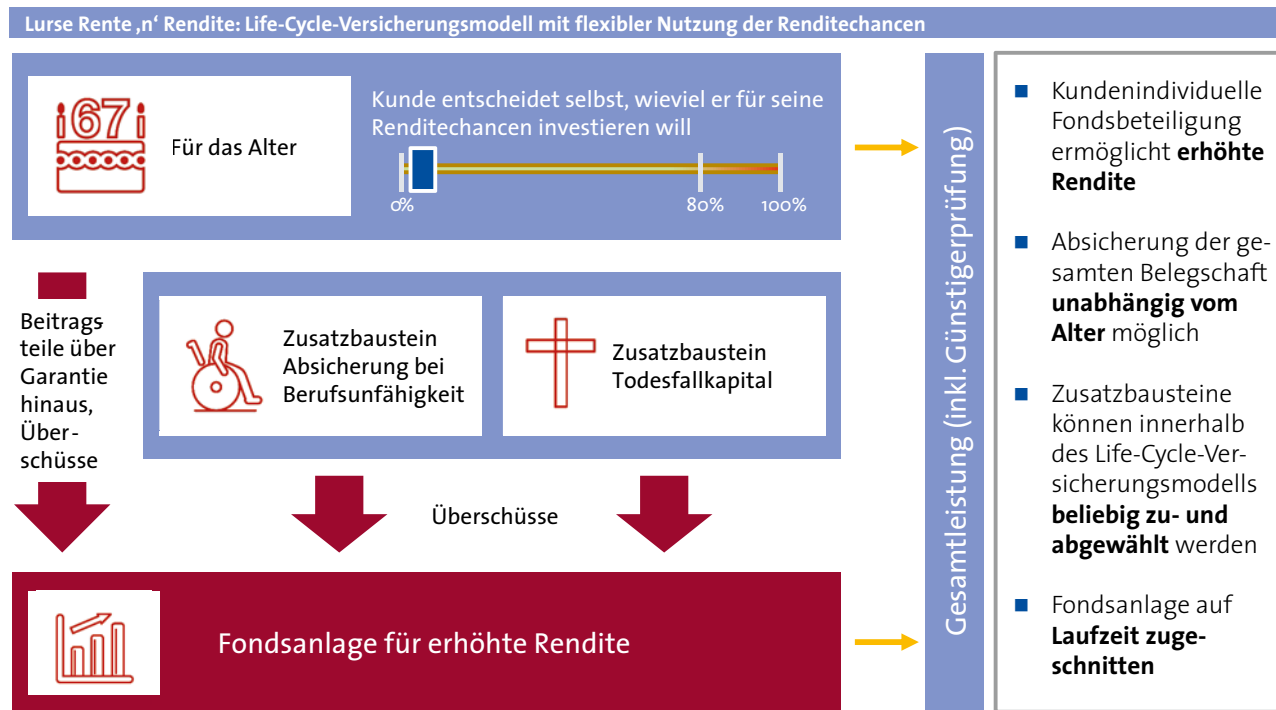 Lurse Rente ‚n‘ Rendite: Life-Cycle-Versicherungsmodell mit flexibler Nutzung der Renditechancen
67
Für das Alter
Kunde entscheidet selbst, wieviel er für seine
Renditechancen investieren will
0%
80%
100%
Beitrags-
teile über
Garantie
hinaus,
Über-
schüsse
Zusatzbaustein
Absicherung bei
Berufsunfähigkeit
Zusatzbaustein
Todesfallkapital
Überschüsse
Fondsanlage für erhöhte Rendite
Gesamtleistung (inkl. Günstigerprüfung)
■ Kundenindividuelle
Fondsbeteiligung
ermöglicht erhöhte
Rendite
■ Absicherung der ge-
samten Belegschaft
unabhängig vom
Alter möglich
■ Zusatzbausteine
können innerhalb
des Life-Cycle-Ver-
sicherungsmodells
beliebig zu- und
abgewählt werden
■ Fondsanlage auf
Laufzeit zuge-
schnitten